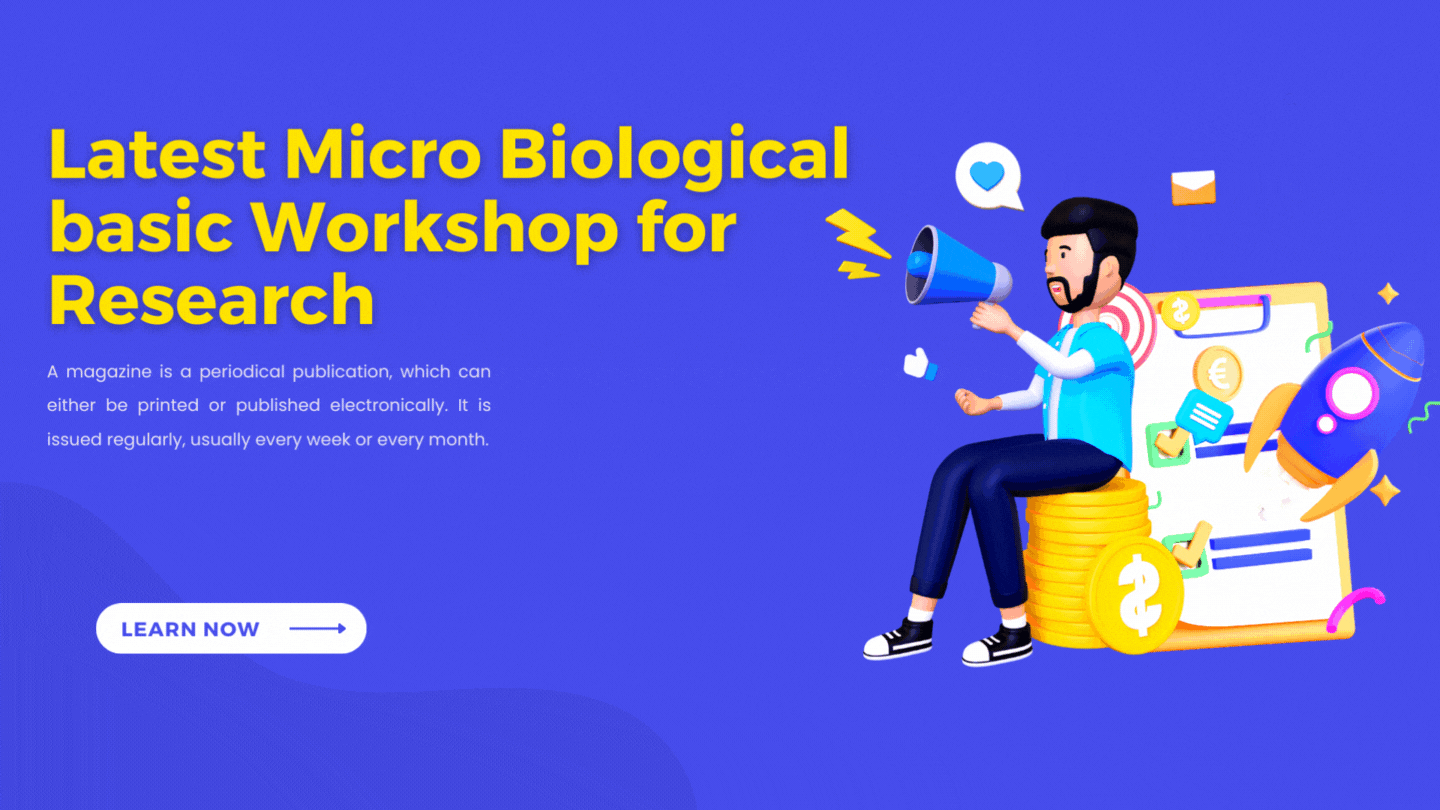 Latest Micro Biological
basic Workshop for
Research
A magazine is a periodical publication, which can
either be printed or published electronically. It is
issued regularly, usually every week or every month.
LEARN NOW
$
€
$